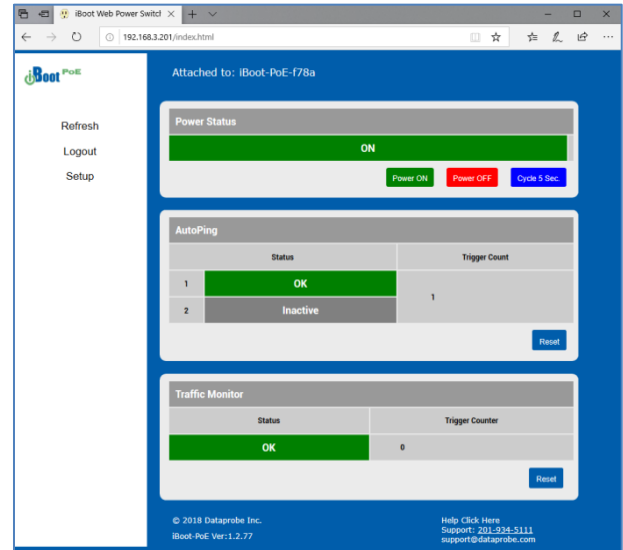 iBoot Web Power Switch
192.168.3.201/index.html
iBoot PoE
Attached to: iBoot-PoE-f78a
Refresh
Logout
Setup
Power Status
ON
Power ON Power OFF Cycle 5 Sec.
AutoPing
Status Trigger Count
1 OK 1
2 Inactive
Reset
Traffic Monitor
Status Trigger Counter
OK 0
Reset
© 2018 Dataprobe Inc.
iBoot-PoE Ver:1.2.77
Help Click Here
Support: 201-934-5111
support@dataprobe.com